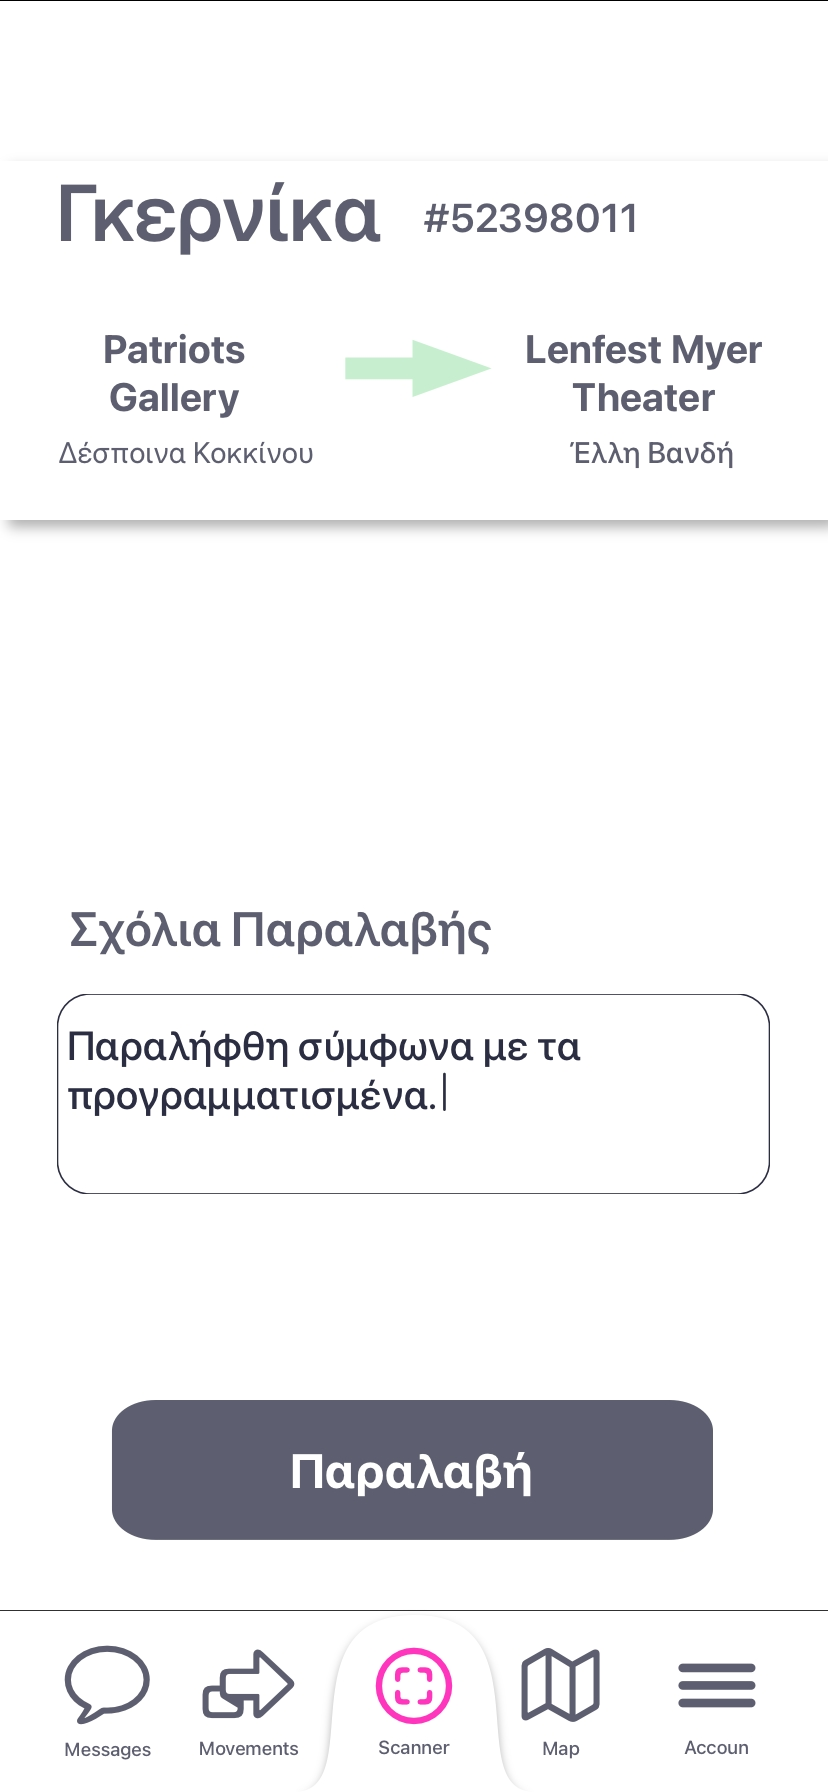 Γκερνίκα #52398011
Patriots
Gallery
Δέσποινα Κοκκίνου
Lenfest Myer
Theater
Έλλη Βανδή
Σχόλια Παραλαβής
Παραλήφθη σύμφωνα με τα
προγραμματισμένα.
Παραλαβή
Messages
Movements
Scanner
Map
Accoun